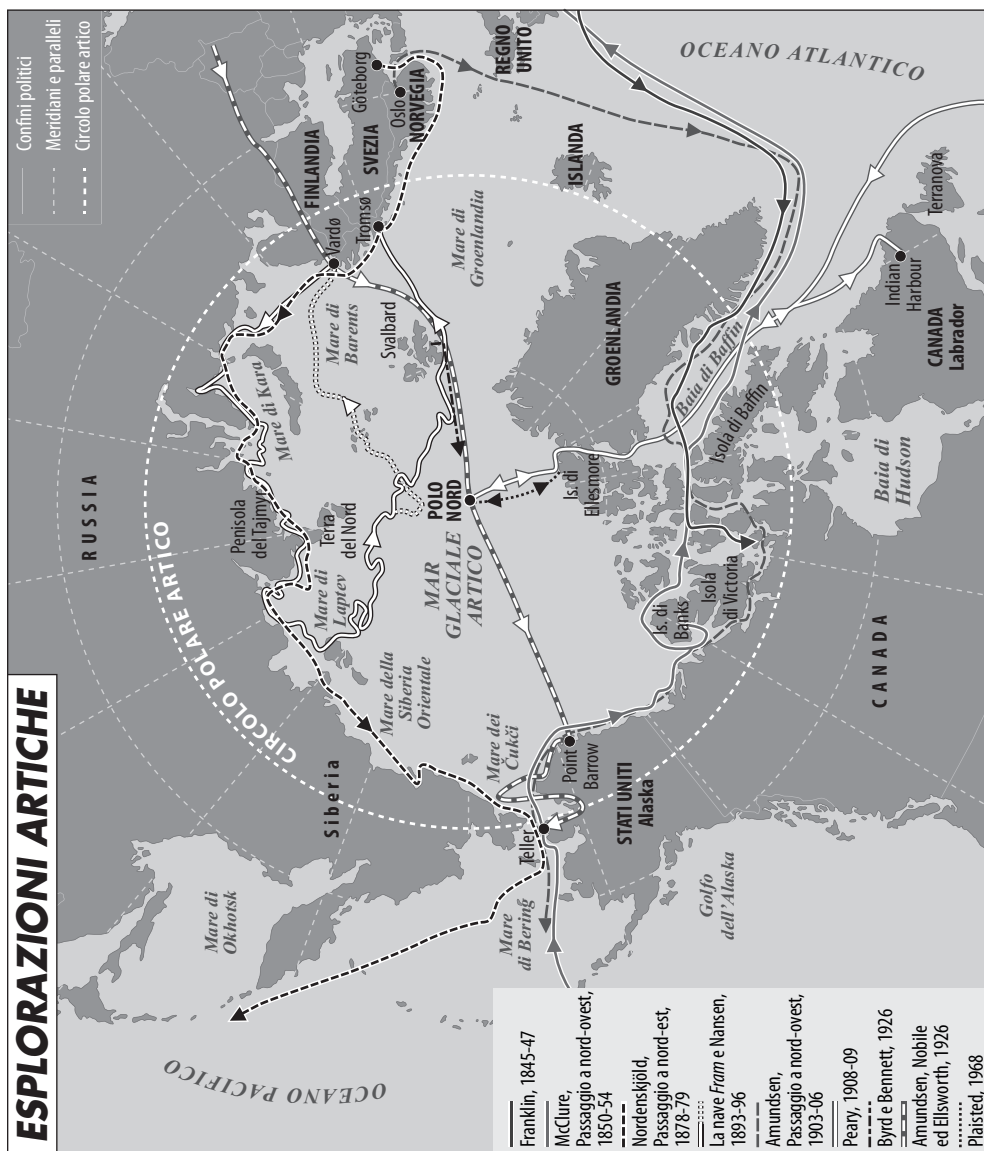 ESPLORAZIONI ARTICHE
Confini politici
Meridiani e paralleli
Circolo polare artico
OCEANO ATLANTICO
REGNO
UNITO
Göteborg
Oslo
NORVEGIA
SVEZIA
FINLANDIA
ISLANDA
Vardø
Tromsø
Mare di
Groenlandia
Mare di
Barents
Svalbard
GROENLANDIA
Terranova
Indian
Harbour
CANADA
Labrador
Baia di Baffin
Isola di Baffin
Baia di
Hudson
RUSSIA
Mare di Kara
Penisola
del Tajmyr
Terra
del Nord
POLO
NORD
Is. di
Ellesmore
CIRCOLO POLARE ARTICO
Mare di
Laptev
MAR
GLACIALE
ARTICO
Isola
di Victoria
Is. di
Banks
Mare della
Siberia
Orientale
CANADA
Siberia
Mare dei
Čukči
Point
Barrow
STATI UNITI
Alaska
Teller
Mare di
Okhotsk
Mare
di Bering
Golfo
dell'Alaska
OCEANO PACIFICO
Franklin, 1845-47
McClure,
Passaggio a nord-ovest,
1850-54
Nordenskjöld,
Passaggio a nord-est,
1878-79
La nave Fram e Nansen,
1893-96
Amundsen,
Passaggio a nord-ovest,
1903-06
Peary, 1908-09
Byrd e Bennett, 1926
Amundsen, Nobile
ed Ellsworth, 1926
Plaisted, 1968